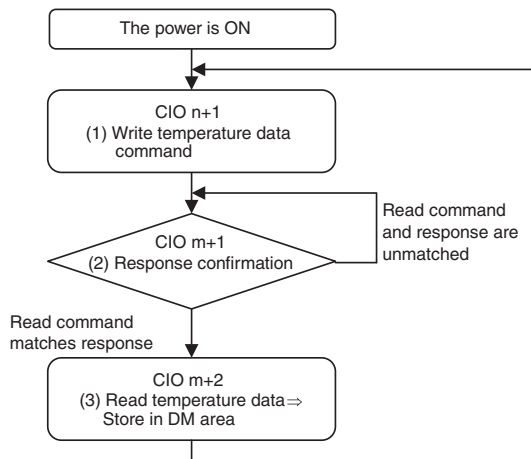 The power is ON
CIO n+1
(1) Write temperature data
command
Read command
and response are
unmatched
CIO m+1
(2) Response confirmation
Read command
matches response
CIO m+2
(3) Read temperature data⇒
Store in DM area